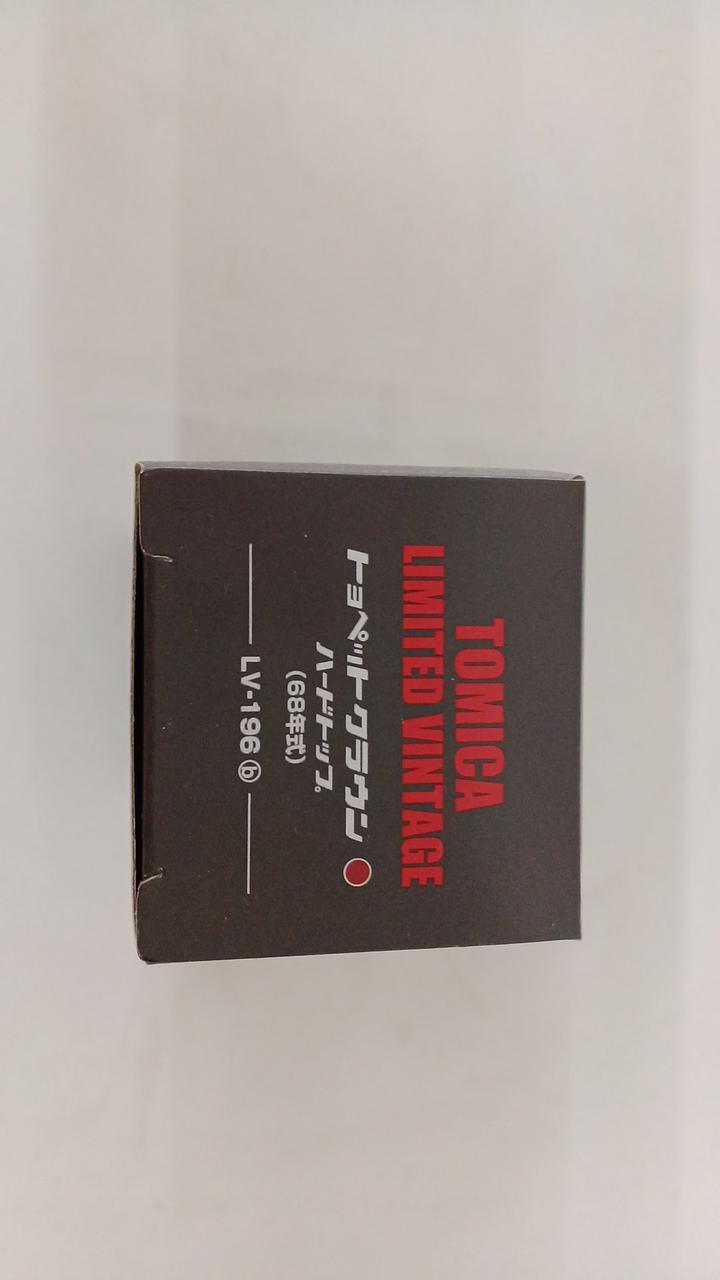 TOMICA
LIMITED VINTAGE
トヨペットクラウン
ハードトップ
(68年式)
LV-196 ⓑ